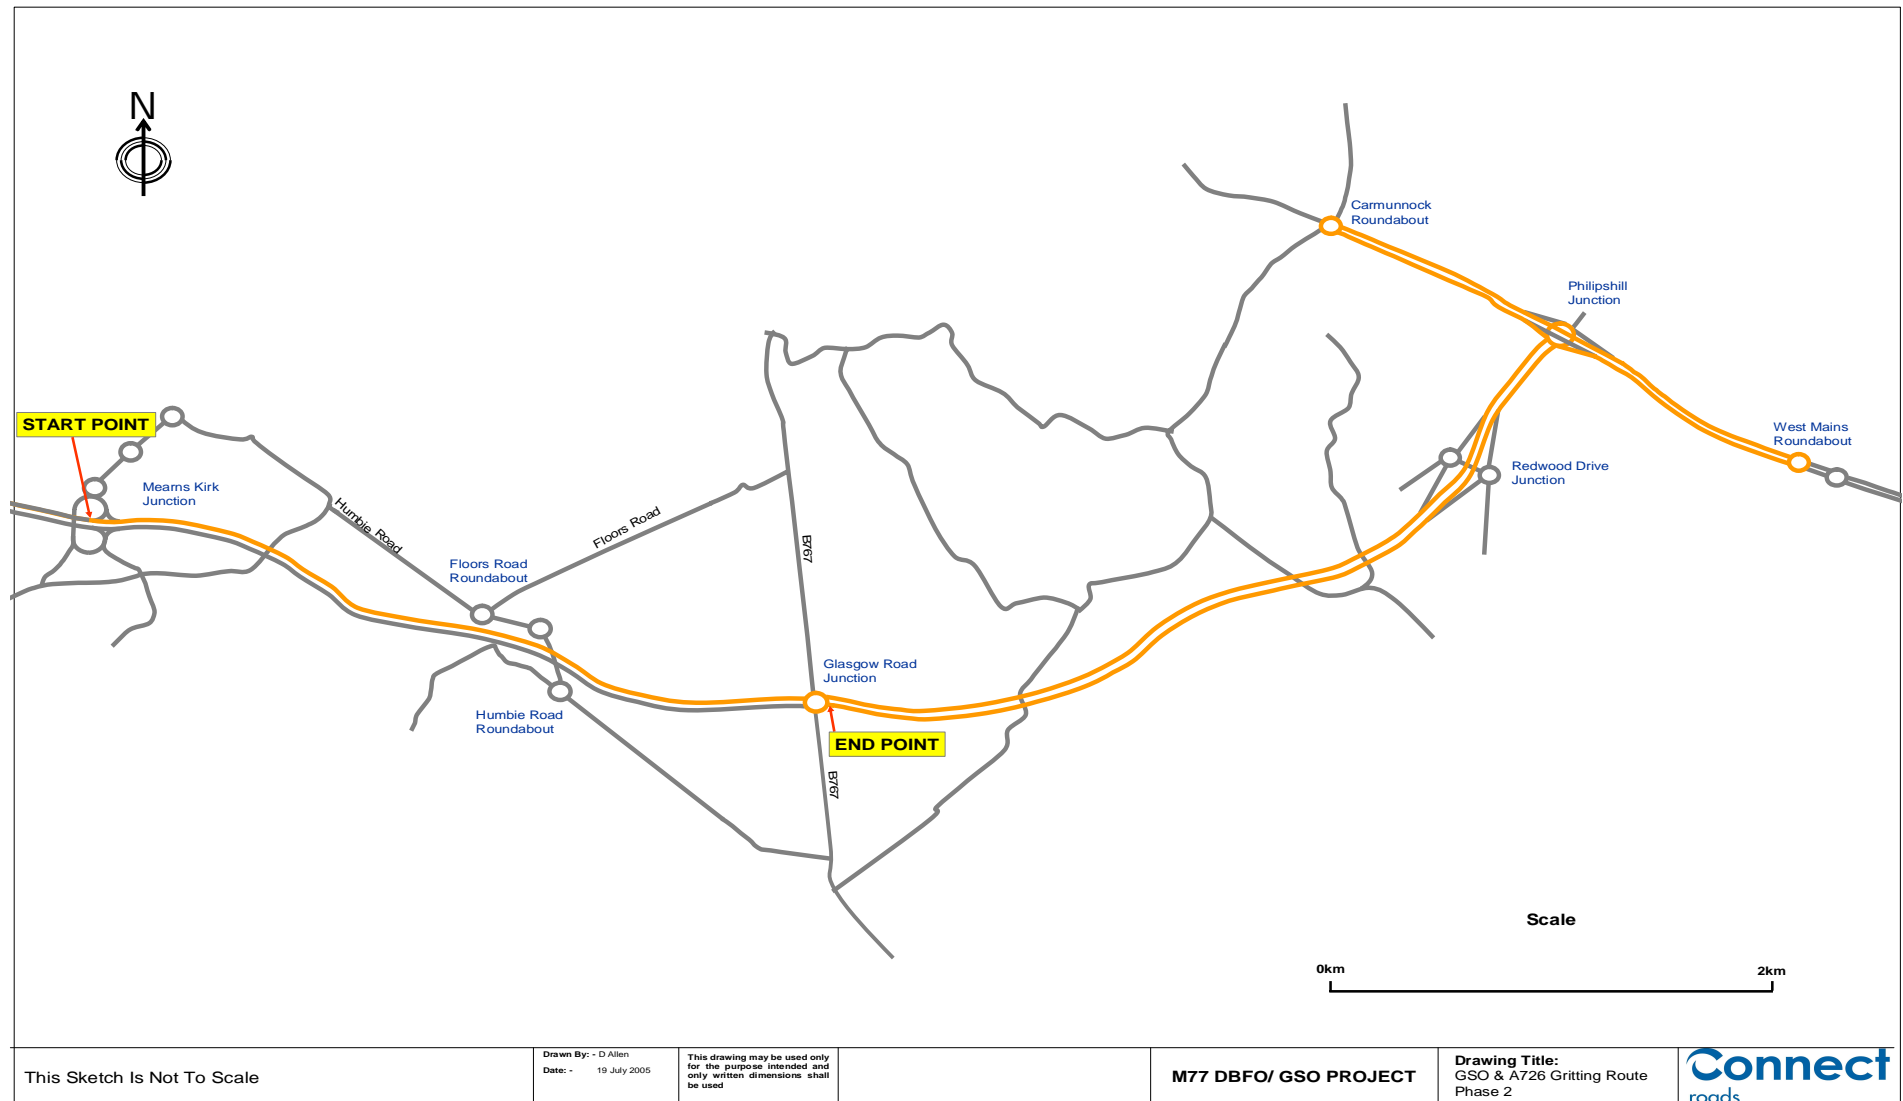 N
Carmunnock
Roundabout
Philipshill
Junction
START POINT
West Mains
Roundabout
Mearns Kirk
Junction
Redwood Drive
Junction
Humbie Road
Floors Road
B767
Floors Road
Roundabout
Glasgow Road
Junction
Humbie Road
Roundabout
END POINT
B767
Scale
0km
2km
This Sketch Is Not To Scale
Drawn By: - D Allen
Date: - 19 July 2005
This drawing may be used only
for the purpose intended and
only written dimensions shall
be used
M77 DBFO/ GSO PROJECT
Drawing Title:
GSO & A726 Gritting Route
Phase 2
Connect
roads